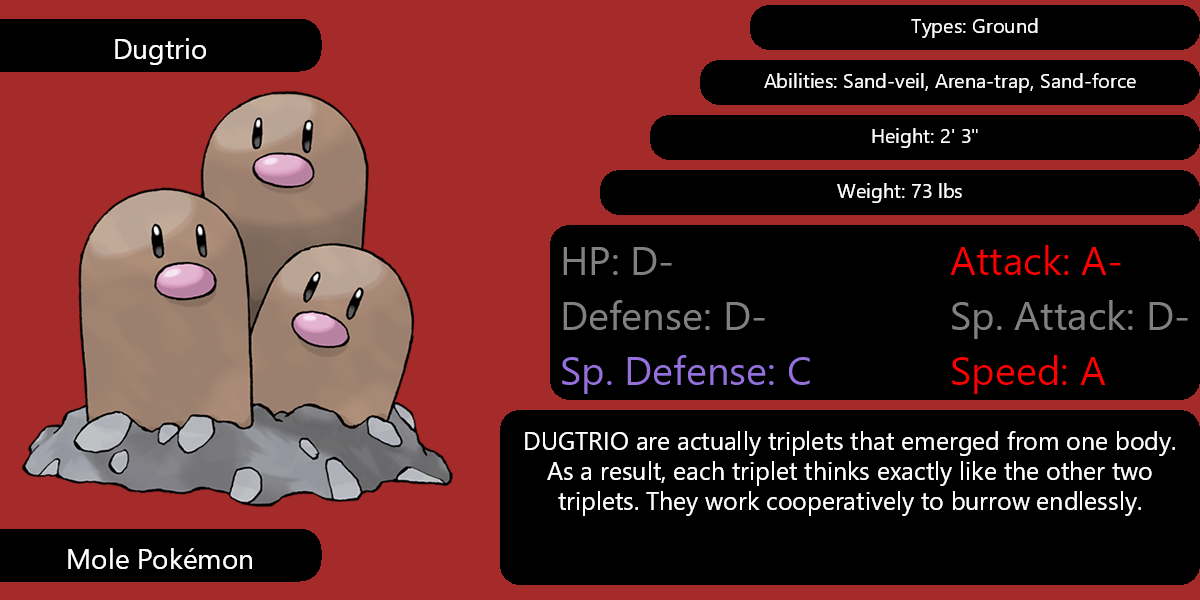 Dugtrio
Types: Ground
Abilities: Sand-veil, Arena-trap, Sand-force
Height: 2' 3"
Weight: 73 lbs
HP: D-
Attack: A-
Defense: D-
Sp. Attack: D-
Sp. Defense: C
Speed: A
DUGTRIO are actually triplets that emerged from one body.
As a result, each triplet thinks exactly like the other two
triplets. They work cooperatively to burrow endlessly.
Mole Pokémon